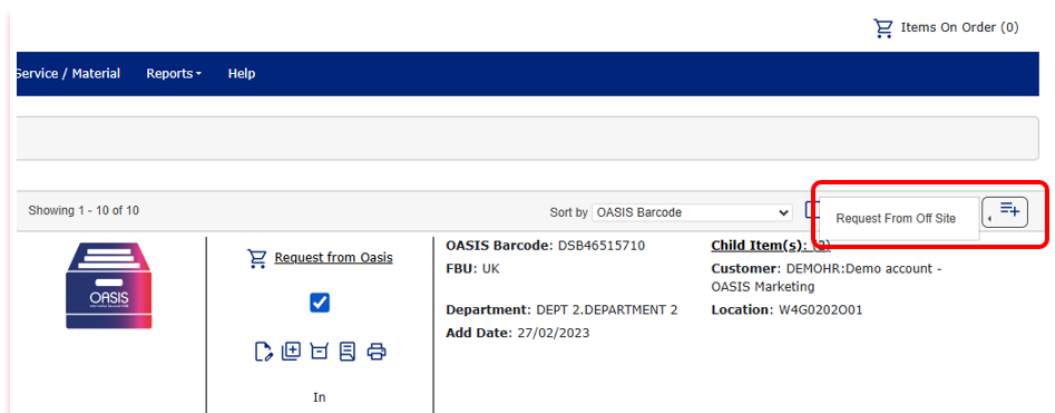 Items On Order (0)
Service / Material Reports Help
Showing 1 - 10 of 10
Sort by OASIS Barcode
Request From Off Site
OASIS
Request from Oasis
In
OASIS Barcode: DSB46515710
FBU: UK
Department: DEPT 2.DEPARTMENT 2
Add Date: 27/02/2023
Child Item(s): (2)
Customer: DEMOHR:Demo account -
OASIS Marketing
Location: W4G0202O01